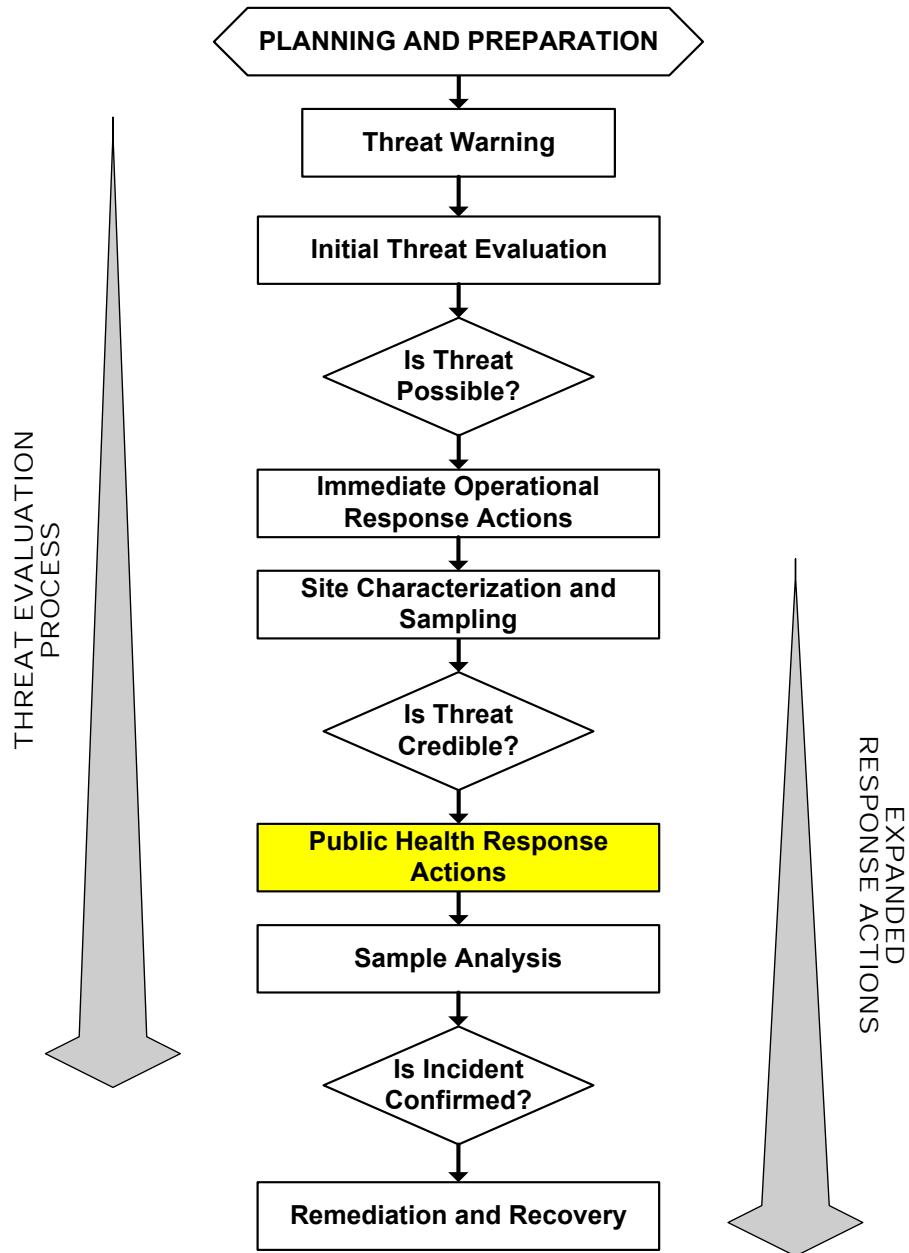 PLANNING AND PREPARATION
Threat Warning
Initial Threat Evaluation
Is Threat
Possible?
Immediate Operational
Response Actions
Site Characterization and
Sampling
Is Threat
Credible?
Public Health Response
Actions
Sample Analysis
Is Incident
Confirmed?
Remediation and Recovery
THREAT EVALUATION
PROCESS
EXPANDED
RESPONSE ACTIONS